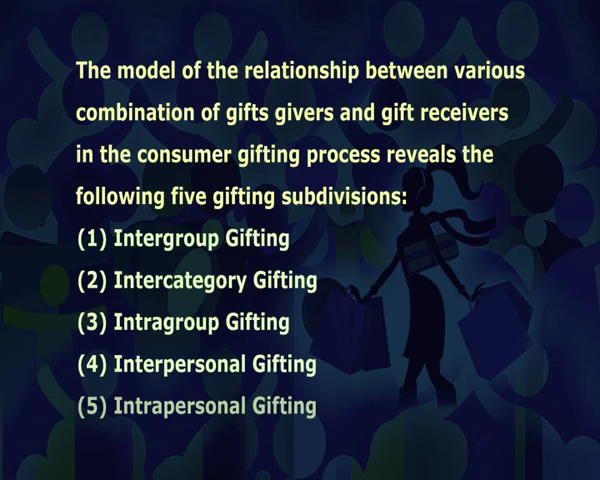 The model of the relationship between various
combination of gifts givers and gift receivers
in the consumer gifting process reveals the
following five gifting subdivisions:
(1) Intergroup Gifting
(2) Intercategory Gifting
(3) Intragroup Gifting
(4) Interpersonal Gifting
(5) Intrapersonal Gifting